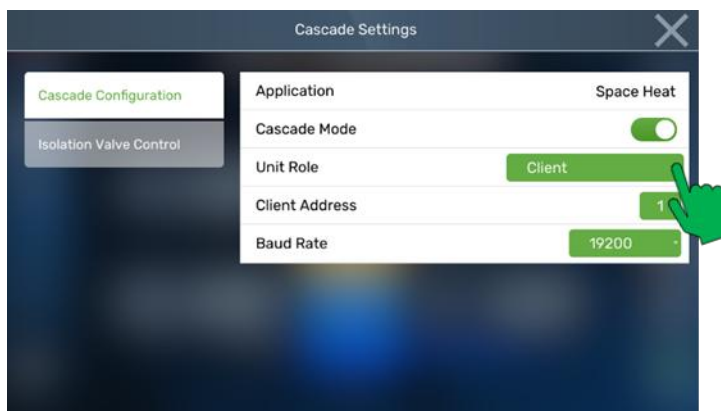 Cascade Settings
Cascade Configuration
Isolation Valve Control
Application Space Heat
Cascade Mode
Unit Role Client
Client Address 1
Baud Rate 19200